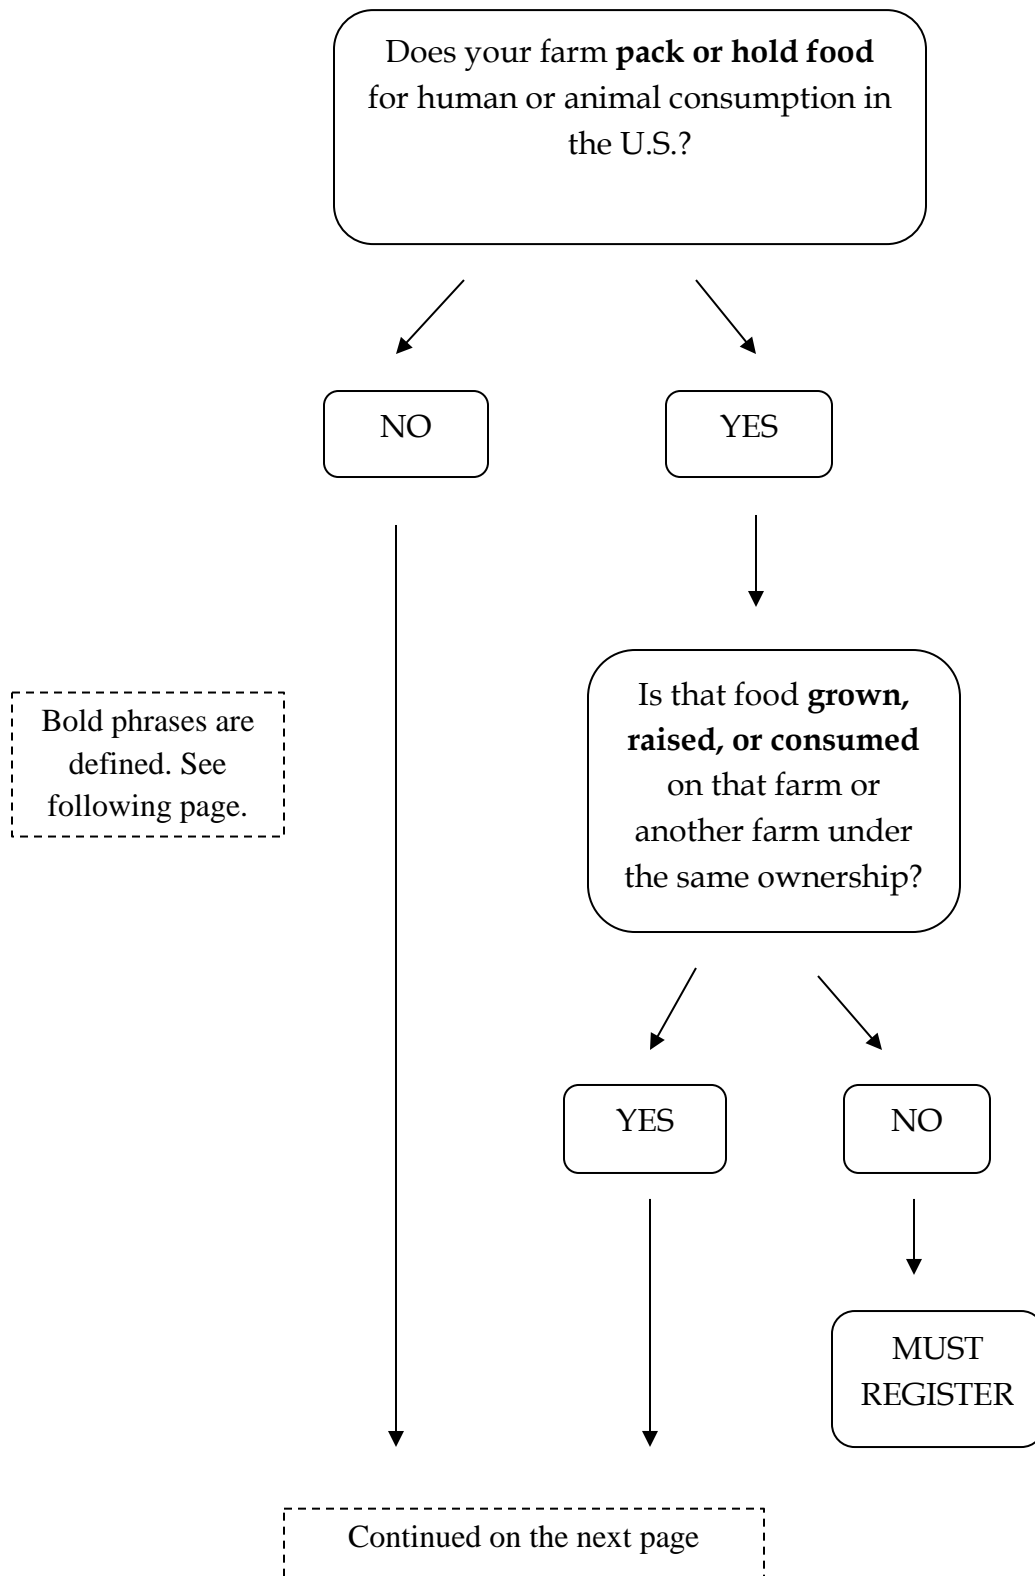 Does your farm pack or hold food
for human or animal consumption in
the U.S.?
NO
YES
Bold phrases are
defined. See
following page.
Is that food grown,
raised, or consumed
on that farm or
another farm under
the same ownership?
YES
NO
MUST
REGISTER
Continued on the next page